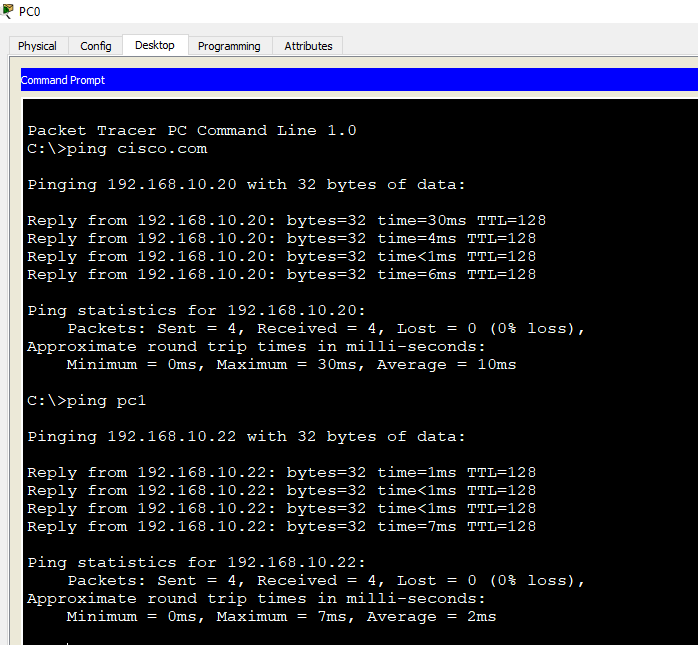 PC0
Physical Config Desktop Programming Attributes
Command Prompt
Packet Tracer PC Command Line 1.0
C:\>ping cisco.com
Pinging 192.168.10.20 with 32 bytes of data:
Reply from 192.168.10.20: bytes=32 time=30ms TTL=128
Reply from 192.168.10.20: bytes=32 time=4ms TTL=128
Reply from 192.168.10.20: bytes=32 time<1ms TTL=128
Reply from 192.168.10.20: bytes=32 time=6ms TTL=128
Ping statistics for 192.168.10.20:
    Packets: Sent = 4, Received = 4, Lost = 0 (0% loss),
Approximate round trip times in milli-seconds:
    Minimum = 0ms, Maximum = 30ms, Average = 10ms
C:\>ping pc1
Pinging 192.168.10.22 with 32 bytes of data:
Reply from 192.168.10.22: bytes=32 time=1ms TTL=128
Reply from 192.168.10.22: bytes=32 time<1ms TTL=128
Reply from 192.168.10.22: bytes=32 time<1ms TTL=128
Reply from 192.168.10.22: bytes=32 time=7ms TTL=128
Ping statistics for 192.168.10.22:
    Packets: Sent = 4, Received = 4, Lost = 0 (0% loss),
Approximate round trip times in milli-seconds:
    Minimum = 0ms, Maximum = 7ms, Average = 2ms